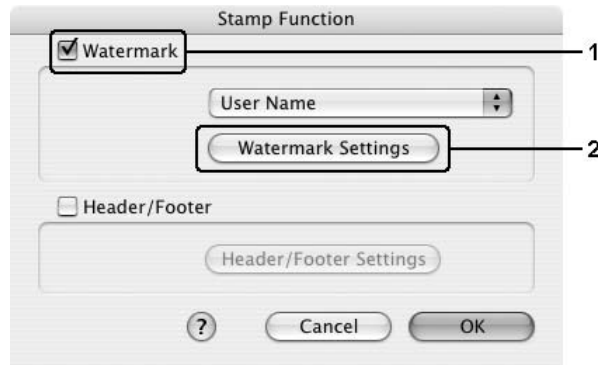 Stamp Function
Watermark
1
User Name
Watermark Settings
2
Header/Footer
Header/Footer Settings
?
Cancel
OK